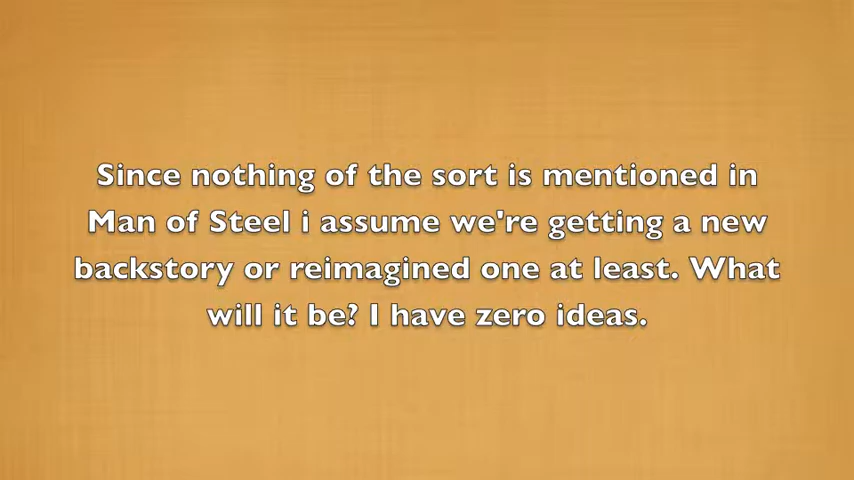 Since nothing of the sort is mentioned in
Man of Steel i assume we're getting a new
backstory or reimagined one at least. What
will it be? I have zero ideas.